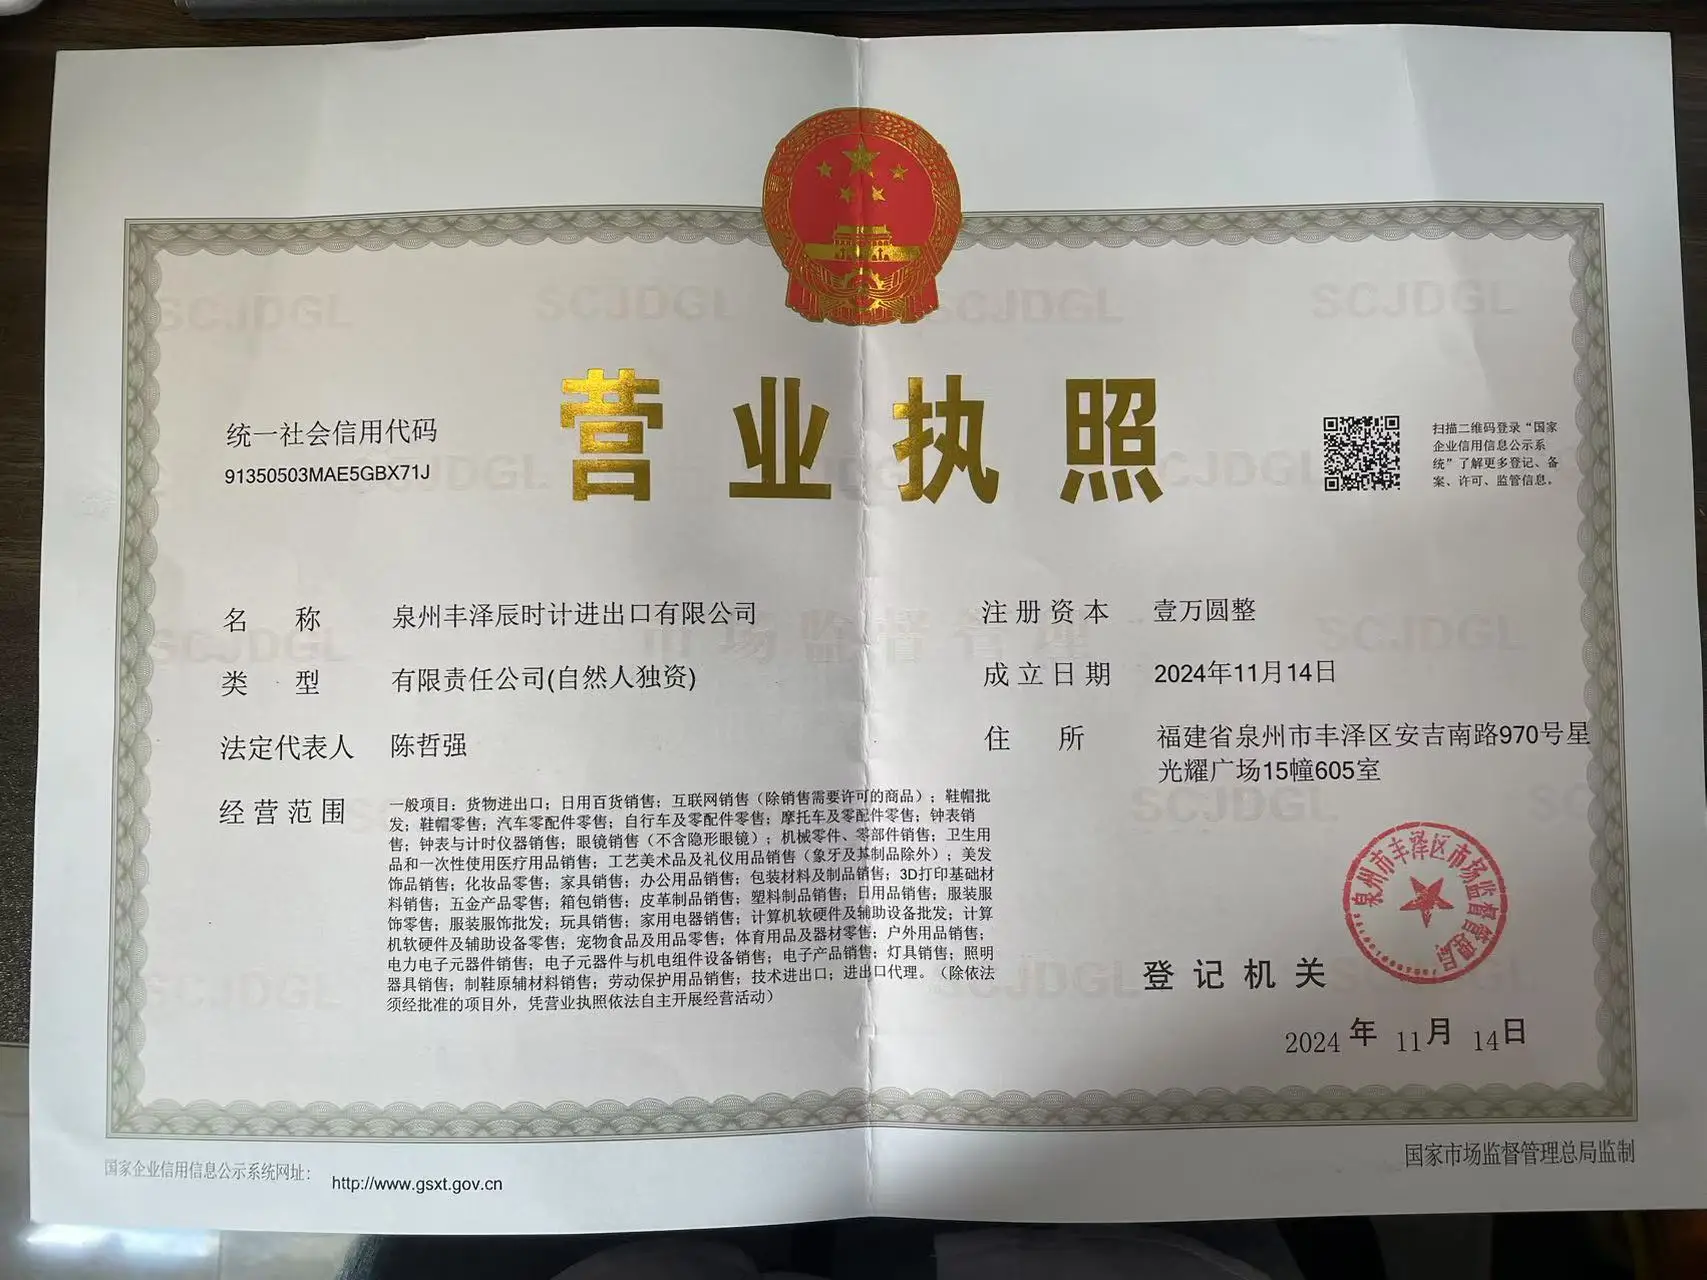 营业执照
统一社会信用代码
91350503MAE5GBX71J
扫描二维码登录“国家
企业信用信息公示系
统”了解更多登记、备
案、许可、监管信息。
名称 泉州丰泽辰时计进出口有限公司
类型 有限责任公司(自然人独资)
法定代表人 陈哲强
经营范围 一般项目：货物进出口；日用百货销售；互联网销售（除销售需要许可的商品）；鞋帽批
发；鞋帽零售；汽车零配件零售；自行车及零配件零售；摩托车及零配件零售；钟表销
售；钟表与计时仪器销售；眼镜销售（不含隐形眼镜）；机械零件、零部件销售；卫生用
品和一次性使用医疗用品销售；工艺美术品及礼仪用品销售（象牙及其制品除外）；美发
饰品销售；化妆品零售；家具销售；办公用品销售；包装材料及制品销售；3D打印基础材
料销售；五金产品零售；箱包销售；皮革制品销售；塑料制品销售；日用品销售；服装服
饰零售；服装服饰批发；玩具销售；家用电器销售；计算机软硬件及辅助设备批发；计算
机软硬件及辅助设备零售；宠物食品及用品零售；体育用品及器材零售；户外用品销售；
电力电子元器件销售；电子元器件与机电组件设备销售；电子产品销售；灯具销售；照明
器具销售；制鞋原辅材料销售；劳动保护用品销售；技术进出口；进出口代理。（除依法
须经批准的项目外，凭营业执照依法自主开展经营活动）
注册资本 壹万圆整
成立日期 2024年11月14日
住所 福建省泉州市丰泽区安吉南路970号星
光耀广场15幢605室
登记机关
泉州市丰泽区市场监督管理局
2024年11月14日
国家企业信用信息公示系统网址： http://www.gsxt.gov.cn
国家市场监督管理总局监制
SCJDGL
SCJDGL
SCJDGL
SCJDGL
SCJDGL
SCJDGL
市场监督管理
SCJDGL
SCJDGL
SCJDGL
SCJDGL
SCJDGL